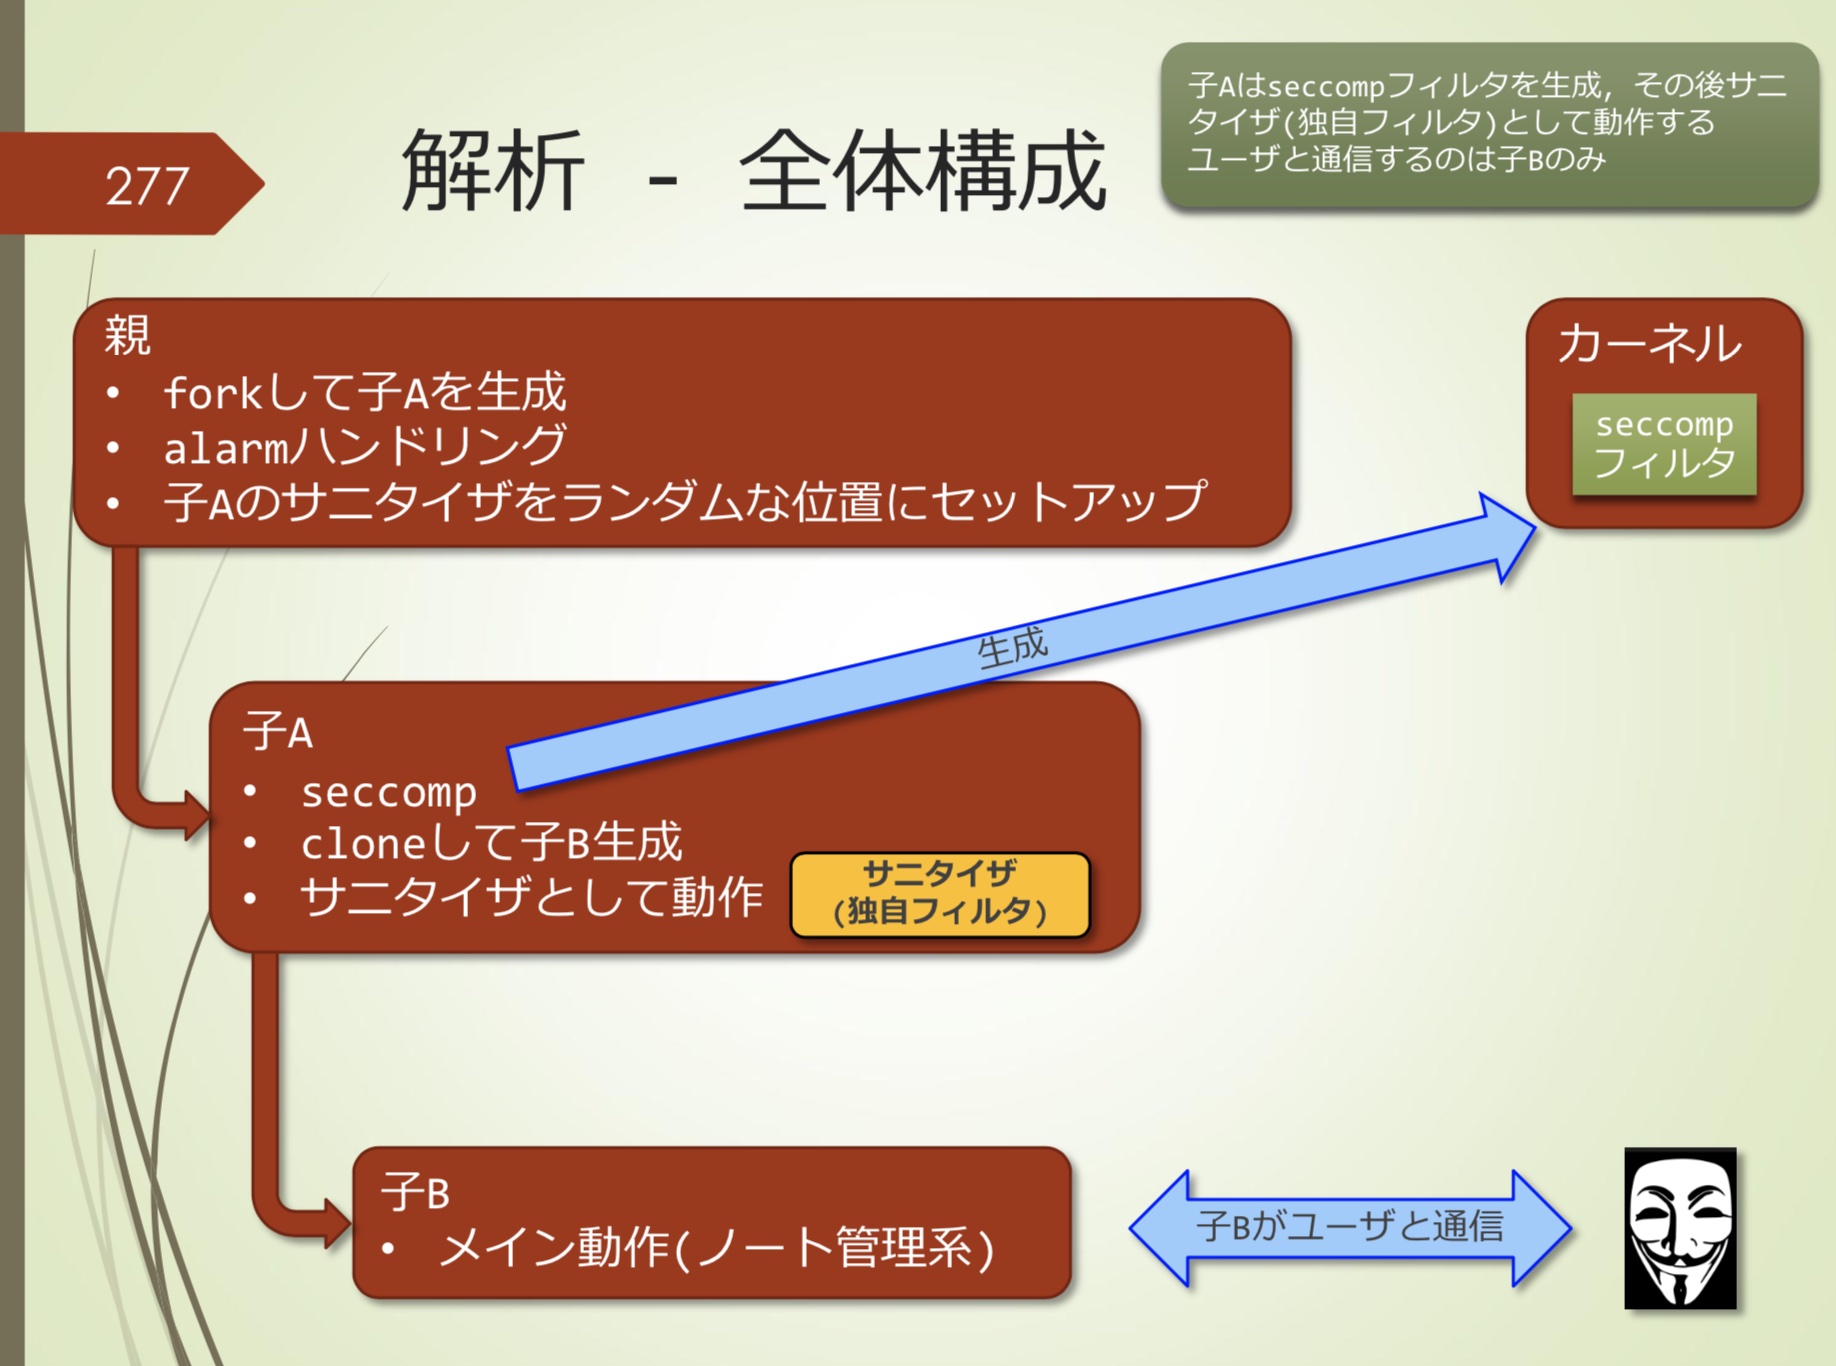 277
解析 - 全体構成
子Aはseccompフィルタを生成, その後サニ
タイザ(独自フィルタ)として動作する
ユーザと通信するのは子Bのみ
親
• forkして子Aを生成
• alarmハンドリング
• 子Aのサニタイザをランダムな位置にセットアップ
カーネル
seccomp
フィルタ
生成
子A
• seccomp
• cloneして子B生成
• サニタイザとして動作
サニタイザ
(独自フィルタ)
子B
• メイン動作(ノート管理系)
子Bがユーザと通信